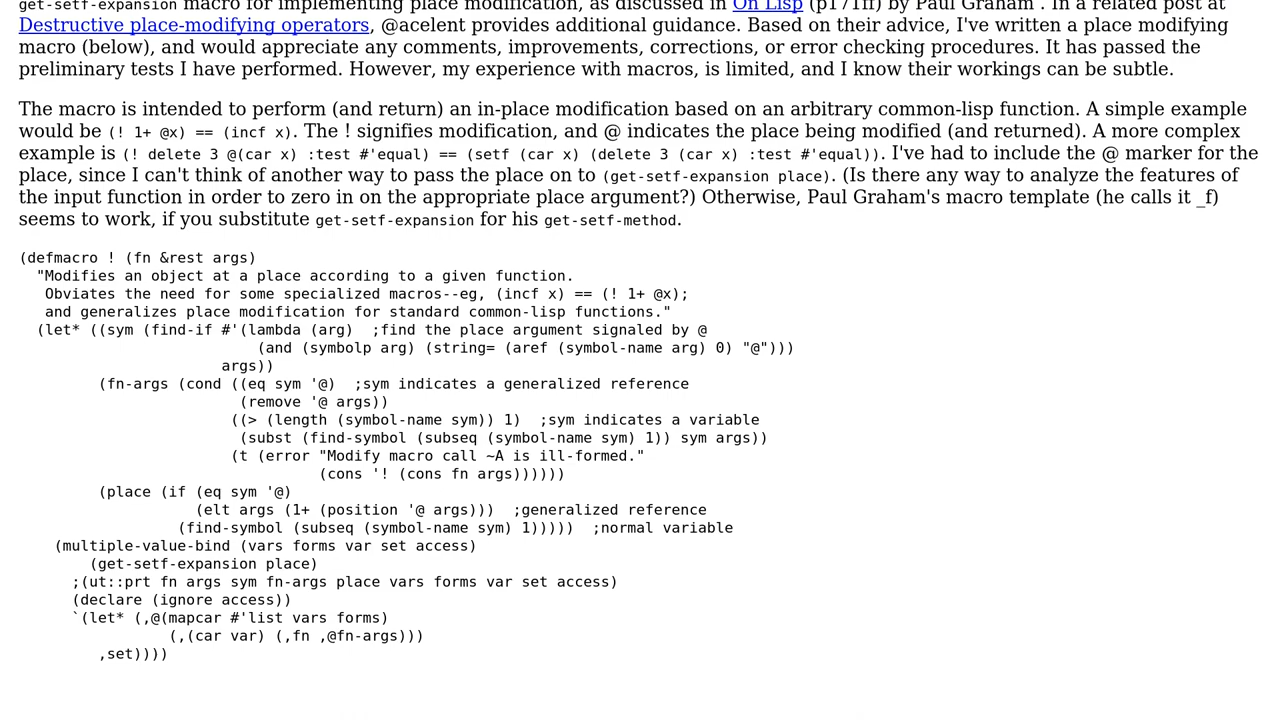 get-setf-expansion macro for implementing place modification, as discussed in On Lisp (p171ff) by Paul Graham . In a related post at
Destructive place-modifying operators, @acelent provides additional guidance. Based on their advice, I've written a place modifying
macro (below), and would appreciate any comments, improvements, corrections, or error checking procedures. It has passed the
preliminary tests I have performed. However, my experience with macros, is limited, and I know their workings can be subtle.
The macro is intended to perform (and return) an in-place modification based on an arbitrary common-lisp function. A simple example
would be (! 1+ @x) == (incf x). The ! signifies modification, and @ indicates the place being modified (and returned). A more complex
example is (! delete 3 @(car x) :test #'equal) == (setf (car x) (delete 3 (car x) :test #'equal)). I've had to include the @ marker for the
place, since I can't think of another way to pass the place on to (get-setf-expansion place). (Is there any way to analyze the features of
the input function in order to zero in on the appropriate place argument?) Otherwise, Paul Graham's macro template (he calls it _f)
seems to work, if you substitute get-setf-expansion for his get-setf-method.
(defmacro ! (fn &rest args)
  "Modifies an object at a place according to a given function.
   Obviates the need for some specialized macros--eg, (incf x) == (! 1+ @x);
   and generalizes place modification for standard common-lisp functions."
  (let* ((sym (find-if #'(lambda (arg)  ;find the place argument signaled by @
                           (and (symbolp arg) (string= (aref (symbol-name arg) 0) "@")))
                       args))
         (fn-args (cond ((eq sym '@)  ;sym indicates a generalized reference
                         (remove '@ args))
                        ((> (length (symbol-name sym)) 1)  ;sym indicates a variable
                         (subst (find-symbol (subseq (symbol-name sym) 1)) sym args))
                        (t (error "Modify macro call ~A is ill-formed."
                                  (cons '! (cons fn args))))))
         (place (if (eq sym '@)
                    (elt args (1+ (position '@ args)))  ;generalized reference
                  (find-symbol (subseq (symbol-name sym) 1)))))  ;normal variable
    (multiple-value-bind (vars forms var set access)
        (get-setf-expansion place)
      ;(ut::prt fn args sym fn-args place vars forms var set access)
      (declare (ignore access))
      `(let* (,@(mapcar #'list vars forms)
                 (,(car var) (,fn ,@fn-args)))
         ,set))))